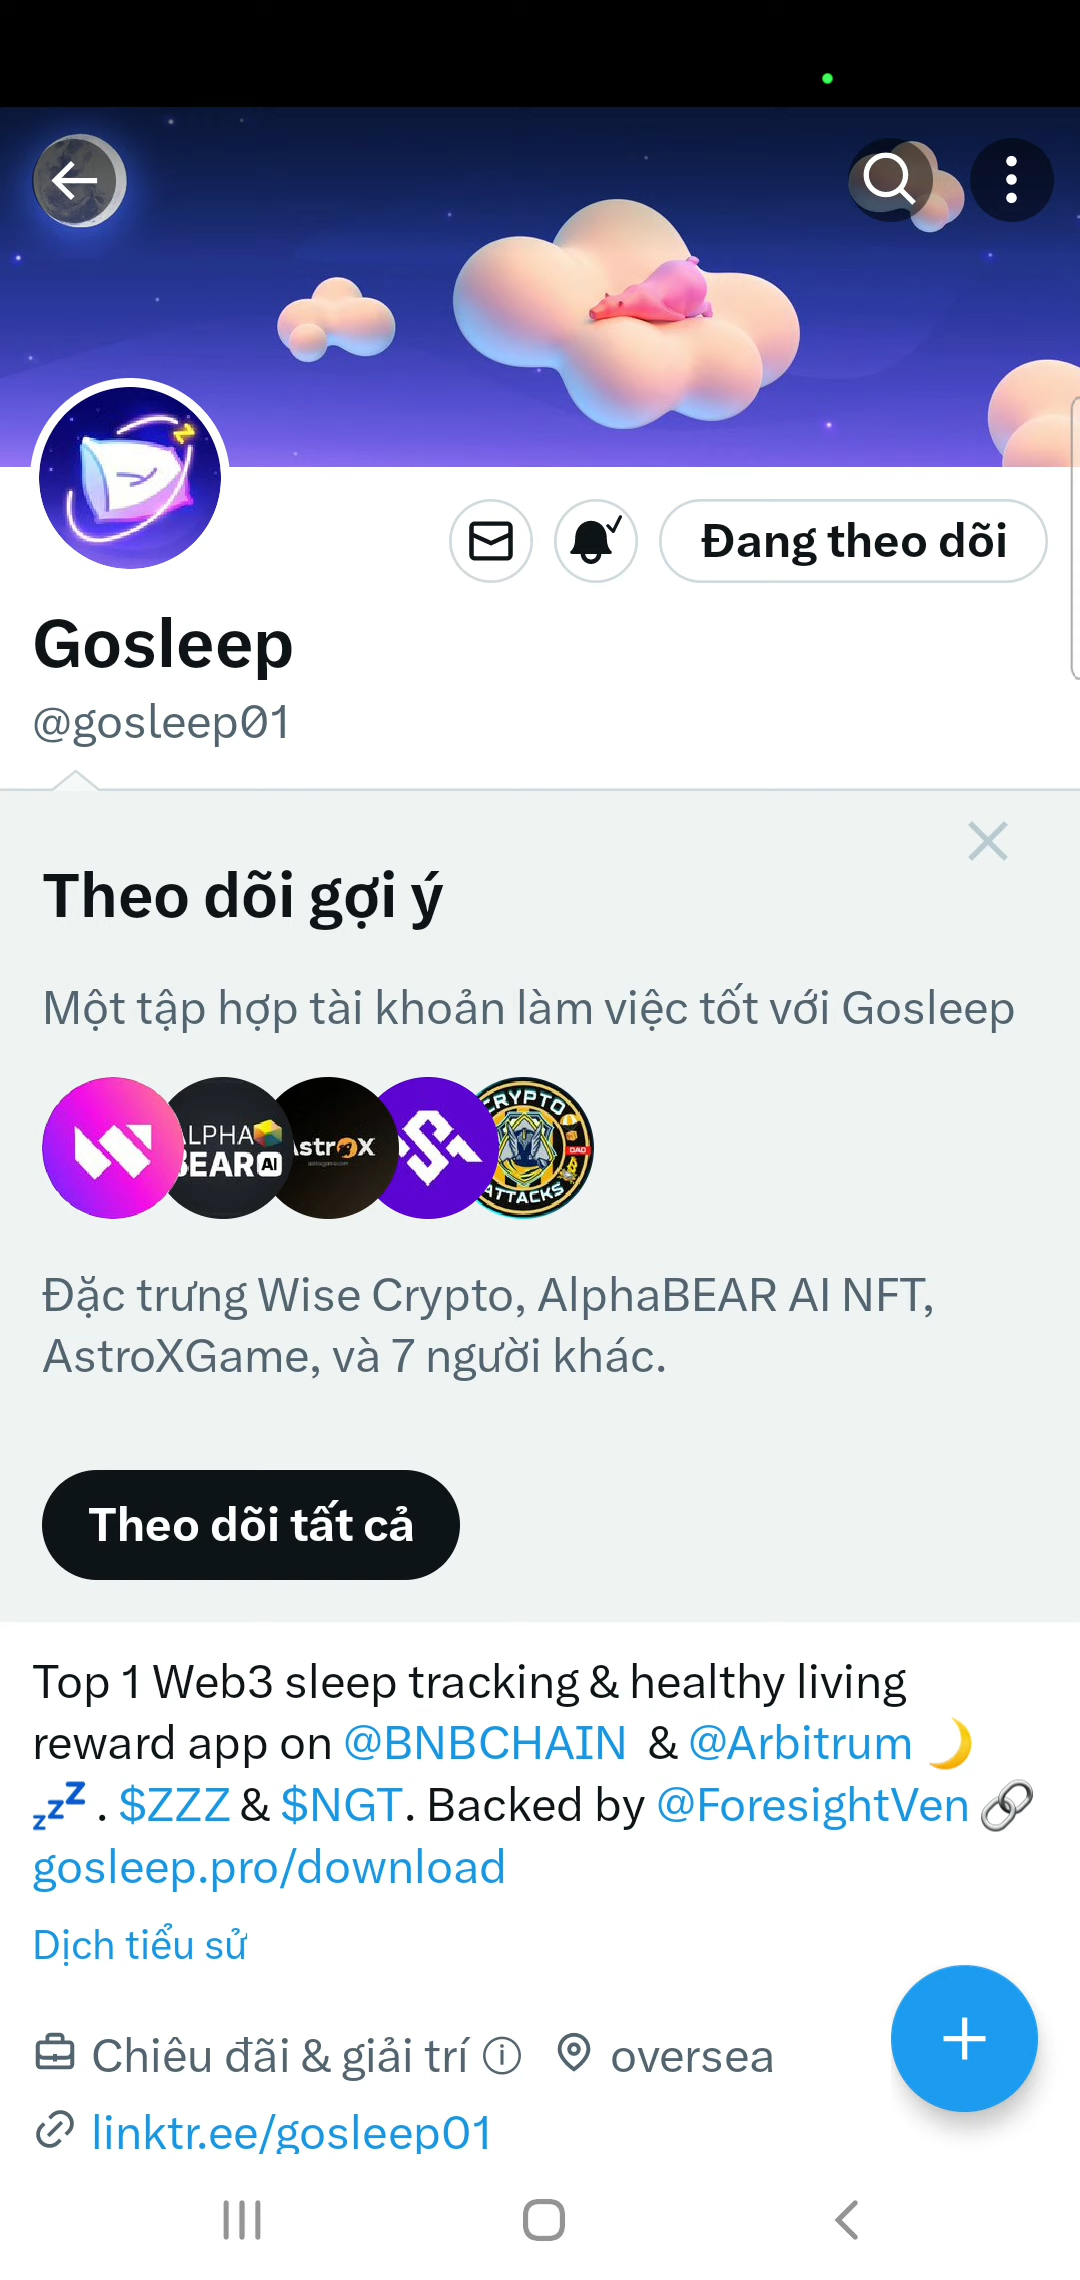 Đang theo dõi
Gosleep
@gosleep01
Theo dõi gợi ý
Một tập hợp tài khoản làm việc tốt với Gosleep
LPHA
BEAR AI
AstrOX
CRYPTO
DAO
ATTACKS
Đặc trưng Wise Crypto, AlphaBEAR AI NFT,
AstroXGame, và 7 người khác.
Theo dõi tất cả
Top 1 Web3 sleep tracking & healthy living
reward app on @BNBCHAIN & @Arbitrum 🌙
💤 . $ZZZ & $NGT. Backed by @ForesightVen 🔗
gosleep.pro/download
Dịch tiểu sử
Chiêu đãi & giải trí oversea
linktr.ee/gosleep01